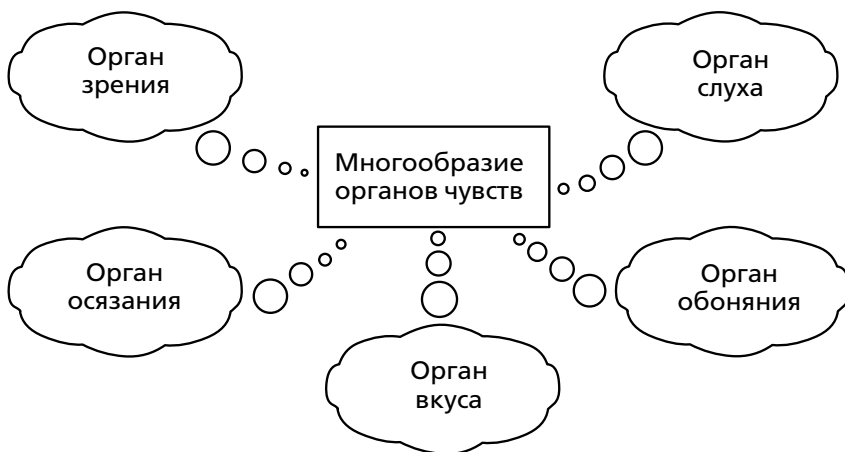 Орган
зрения
Орган
слуха
Многообразие
органов чувств
Орган
осязания
Орган
обоняния
Орган
вкуса